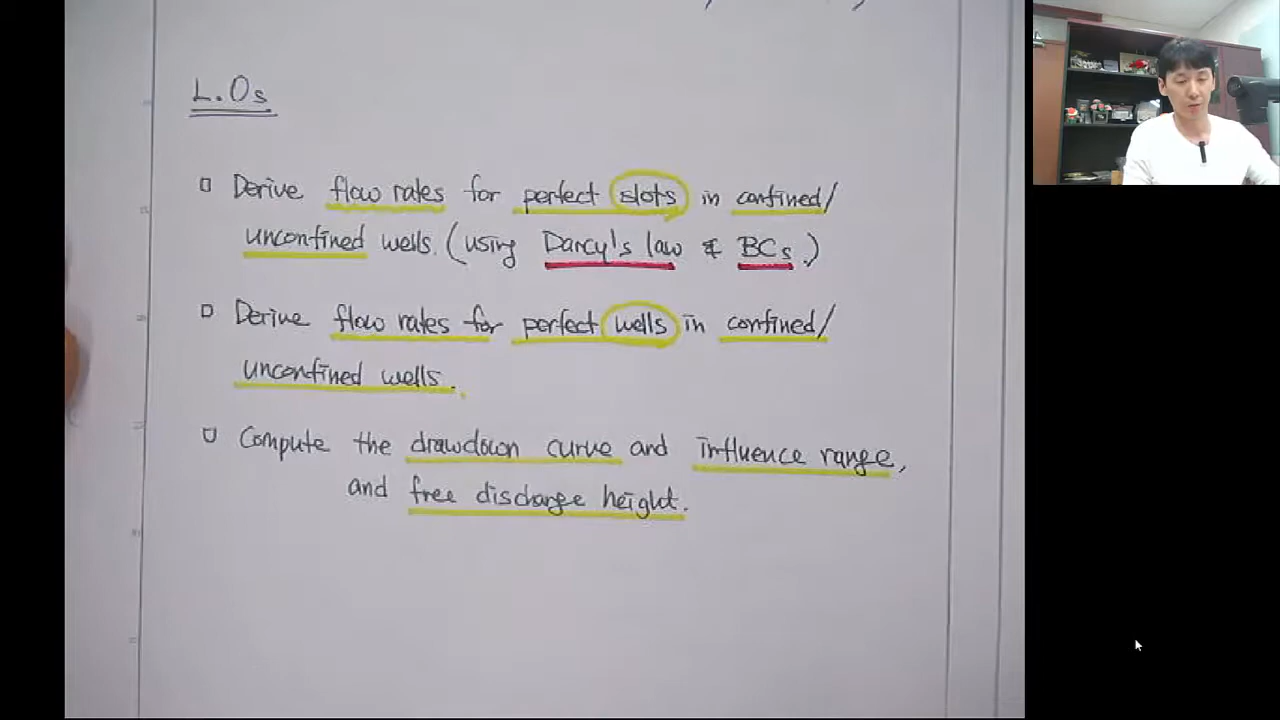 L.Os
□ Derive flow rates for perfect slots in confined/
unconfined wells. (using Darcy's law & BCs.)
□ Derive flow rates for perfect wells in confined/
unconfined wells.
□ Compute the drawdown curve and influence range,
and free discharge height.